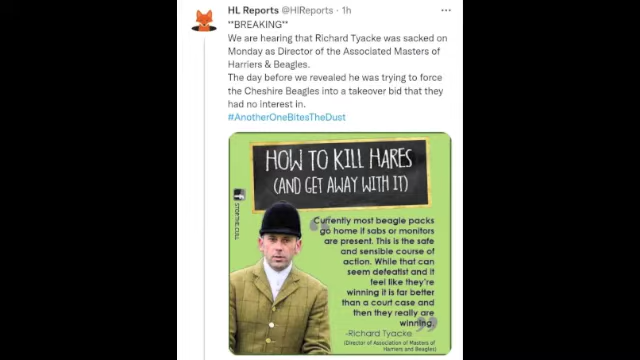 HL Reports @HIReports · 1h
**BREAKING**
We are hearing that Richard Tyacke was sacked on
Monday as Director of the Associated Masters of
Harriers & Beagles.
The day before we revealed he was trying to force
the Cheshire Beagles into a takeover bid that they
had no interest in.
#AnotherOneBitesTheDust
HOW TO KILL HARES
(AND GET AWAY WITH IT)
STOP THE CULL
Currently most beagle packs
go home if sabs or monitors
are present. This is the safe
and sensible course of
action. While that can
seem defeatist and it
feel like they're
winning it is far better
than a court case and
then they really are
winning.
-Richard Tyacke
(Director of Association of Masters
of Harriers and Beagles)